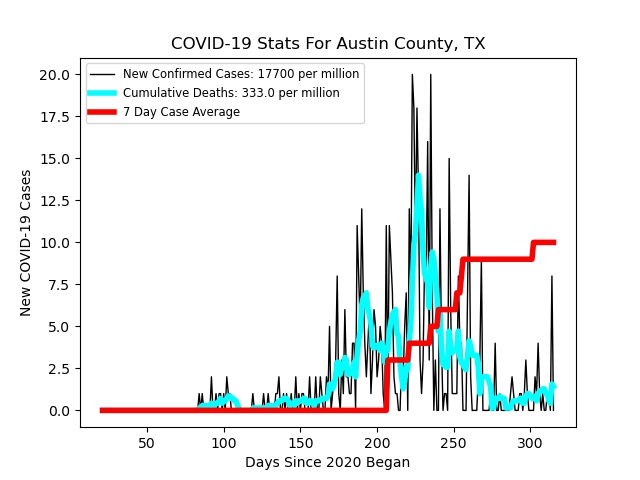 COVID-19 Stats For Austin County, TX
New Confirmed Cases: 17700 per million
Cumulative Deaths: 333.0 per million
7 Day Case Average
20.0
17.5
15.0
12.5
10.0
7.5
5.0
2.5
0.0
New COVID-19 Cases
50 100 150 200 250 300
Days Since 2020 Began